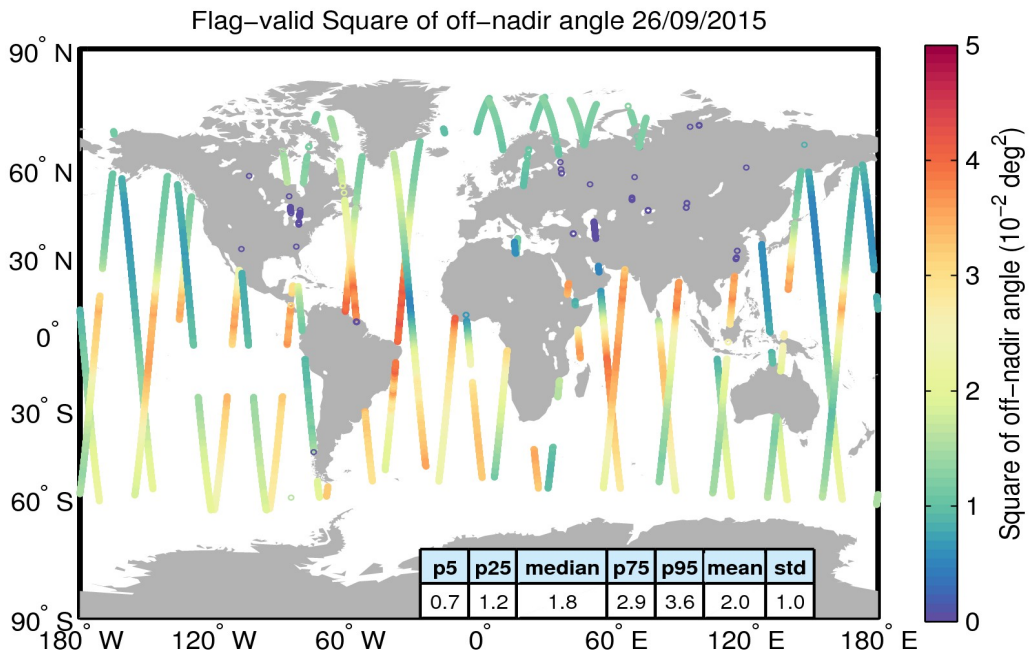 Flag−valid Square of off−nadir angle 26/09/2015
90° N
60° N
30° N
0°
30° S
60° S
90° S
180° W
120° W
60° W
0°
60° E
120° E
180° E
p5 p25 median p75 p95 mean std
0.7 1.2 1.8 2.9 3.6 2.0 1.0
5
4
3
2
1
0
Square of off−nadir angle (10⁻² deg²)